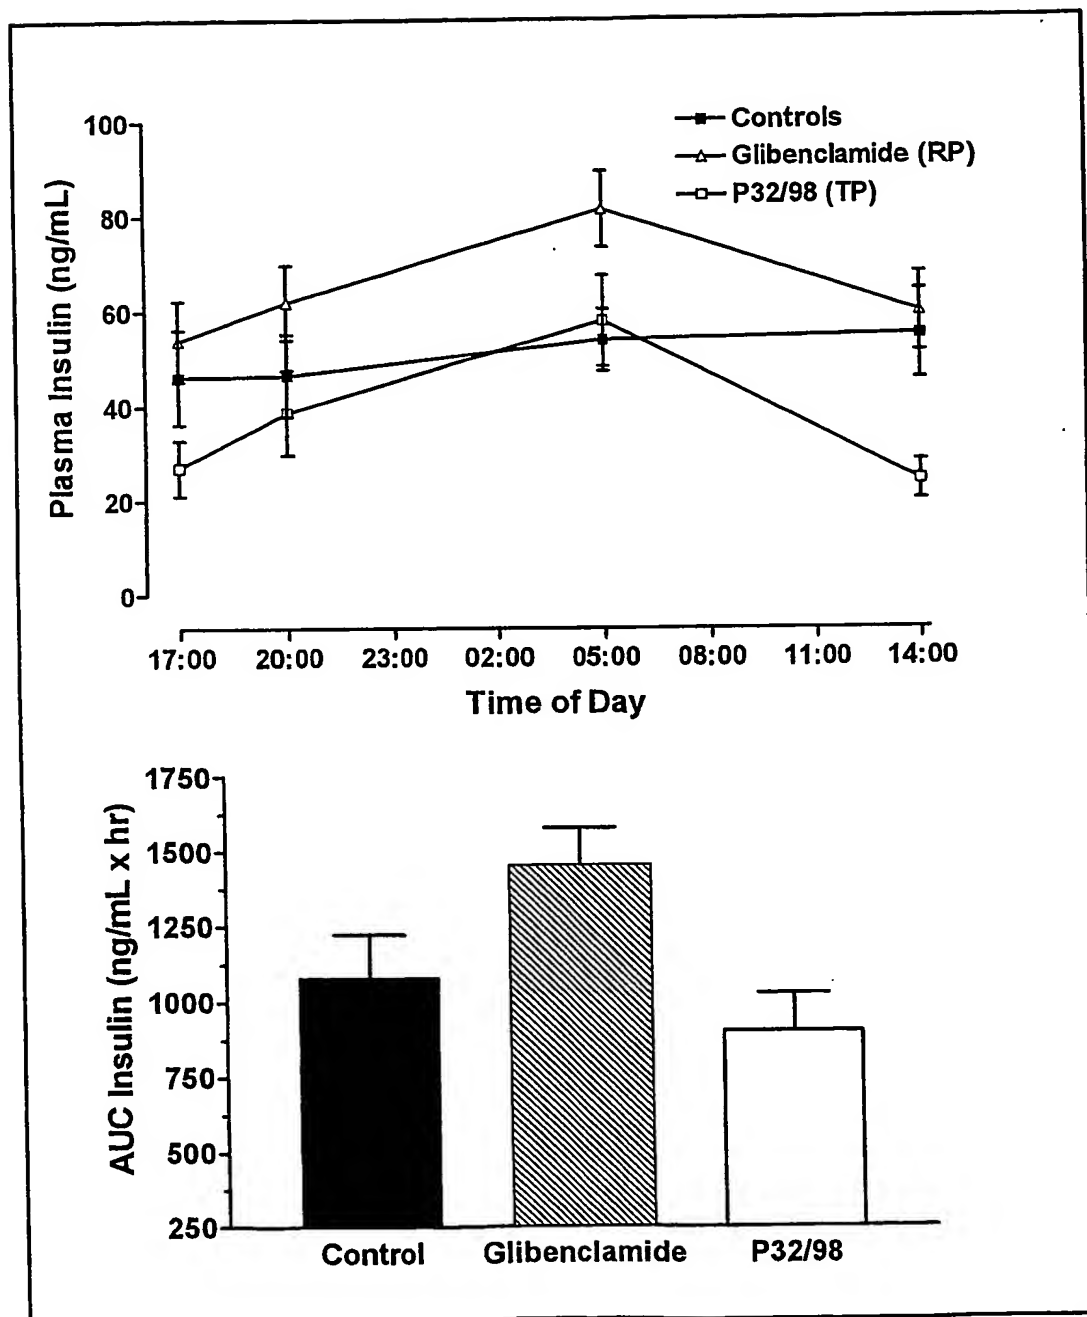 100
80
60
40
20
0
Plasma Insulin (ng/mL)
Controls
Glibenclamide (RP)
P32/98 (TP)
17:00 20:00 23:00 02:00 05:00 08:00 11:00 14:00
Time of Day
1750
1500
1250
1000
750
500
250
AUC Insulin (ng/mL x hr)
Control Glibenclamide P32/98